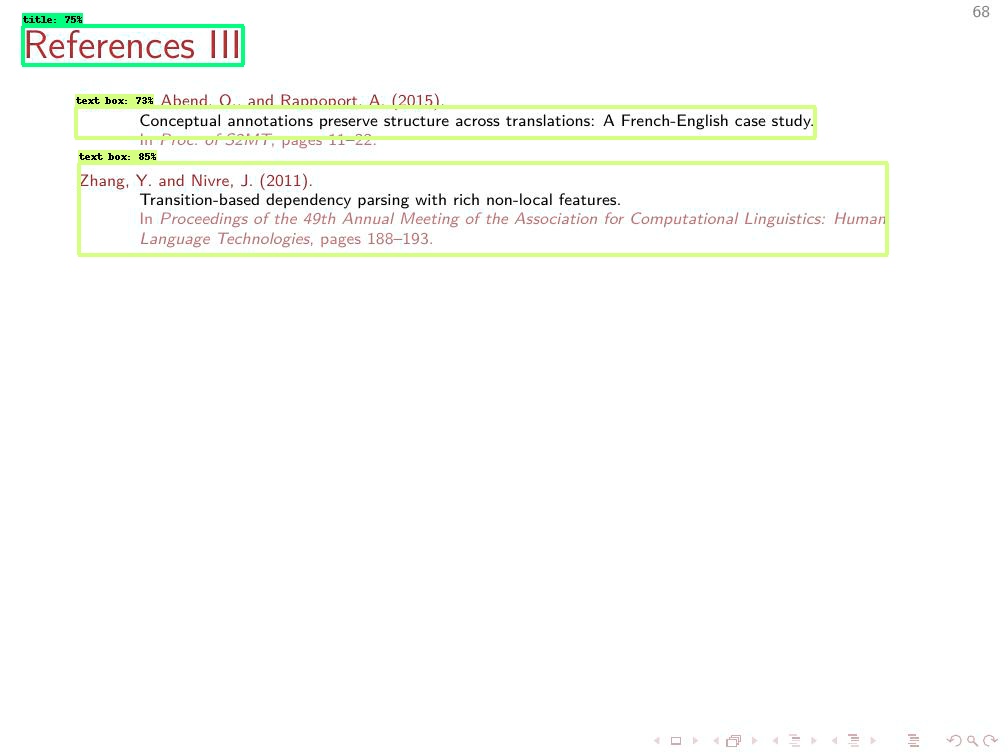 68
title: 75%
References III
text box: 73%
Abend, O., and Rappoport, A. (2015).
Conceptual annotations preserve structure across translations: A French-English case study.
In Proc. of S2MT, pages 11–22.
text box: 85%
Zhang, Y. and Nivre, J. (2011).
Transition-based dependency parsing with rich non-local features.
In Proceedings of the 49th Annual Meeting of the Association for Computational Linguistics: Human
Language Technologies, pages 188–193.